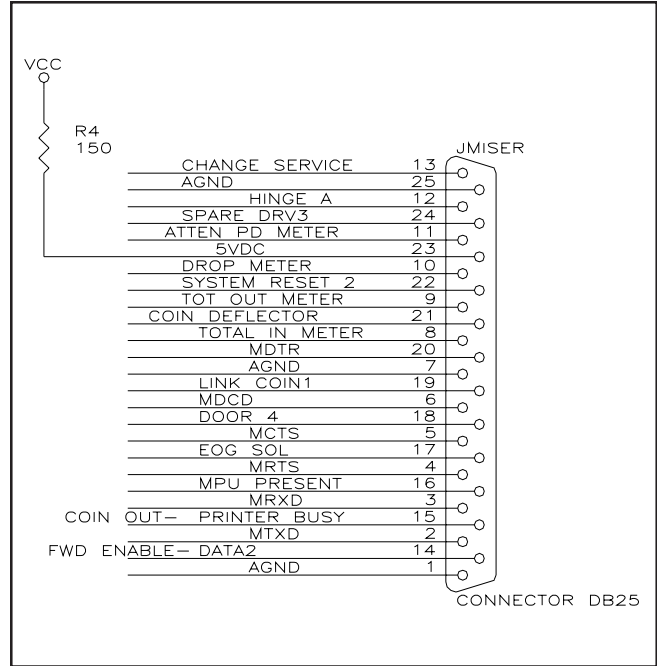 VCC
R4
150
JMISER
CHANGE SERVICE 13
AGND 25
HINGE A 12
SPARE DRV3 24
ATTEN PD METER 11
5VDC 23
DROP METER 10
SYSTEM RESET 2 22
TOT OUT METER 9
COIN DEFLECTOR 21
TOTAL IN METER 8
MDTR 20
AGND 7
LINK COIN1 19
MDCD 6
DOOR 4 18
MCTS 5
EOG SOL 17
MRTS 4
MPU PRESENT 16
MRXD 3
COIN OUT- PRINTER BUSY 15
MTXD 2
FWD ENABLE- DATA2 14
AGND 1
CONNECTOR DB25